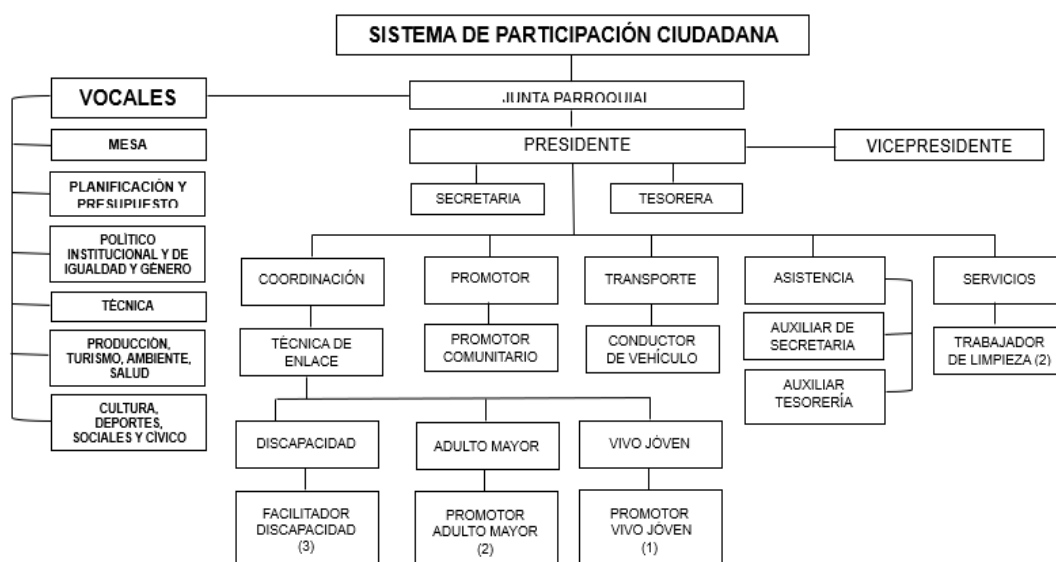 SISTEMA DE PARTICIPACIÓN CIUDADANA
VOCALES
JUNTA PARROQUIAL
MESA
PRESIDENTE
VICEPRESIDENTE
PLANIFICACIÓN Y
PRESUPUESTO
SECRETARIA
TESORERA
POLÌTICO
INSTITUCIONAL Y DE
IGUALDAD Y GÉNERO
COORDINACIÓN
PROMOTOR
TRANSPORTE
ASISTENCIA
SERVICIOS
TÉCNICA
PRODUCCIÓN,
TURISMO, AMBIENTE,
SALUD
TÉCNICA DE
ENLACE
PROMOTOR
COMUNITARIO
CONDUCTOR
DE VEHÍCULO
AUXILIAR DE
SECRETARIA
TRABAJADOR
DE LIMPIEZA (2)
AUXILIAR
TESORERÍA
CULTURA,
DEPORTES,
SOCIALES Y CÍVICO
DISCAPACIDAD
ADULTO MAYOR
VIVO JÓVEN
FACILITADOR
DISCAPACIDAD
(3)
PROMOTOR
ADULTO MAYOR
(2)
PROMOTOR
VIVO JÓVEN
(1)